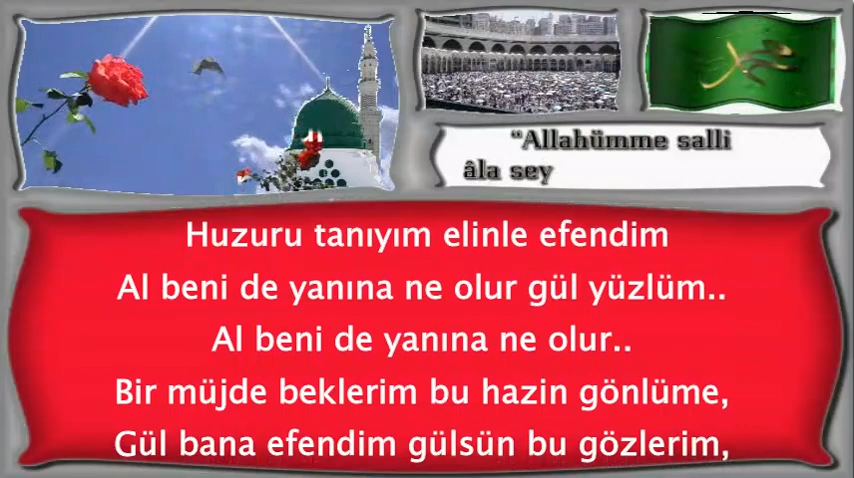 "Allahümme salli
âla sey
Huzuru tanıyım elinle efendim
Al beni de yanına ne olur gül yüzlüm..
Al beni de yanına ne olur..
Bir müjde beklerim bu hazin gönlüme,
Gül bana efendim gülsün bu gözlerim,